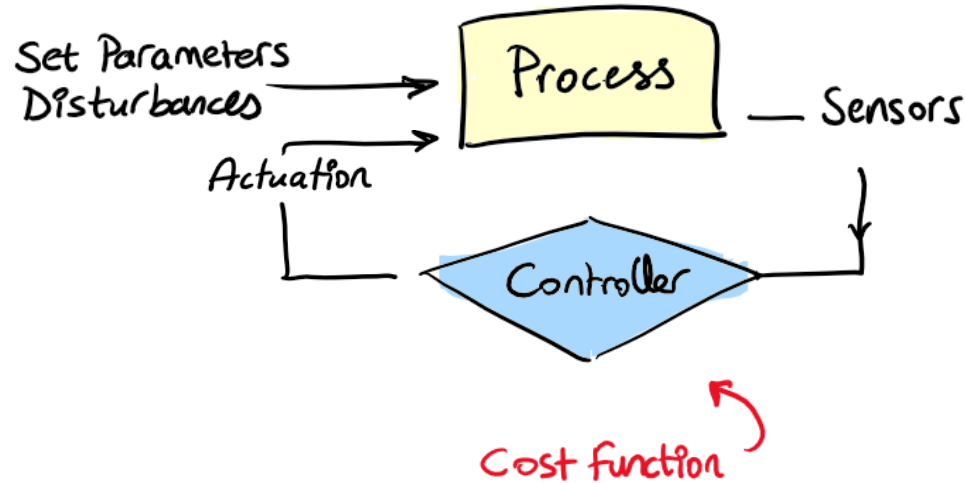 Set Parameters
Disturbances
Process
Sensors
Actuation
Controller
Cost function